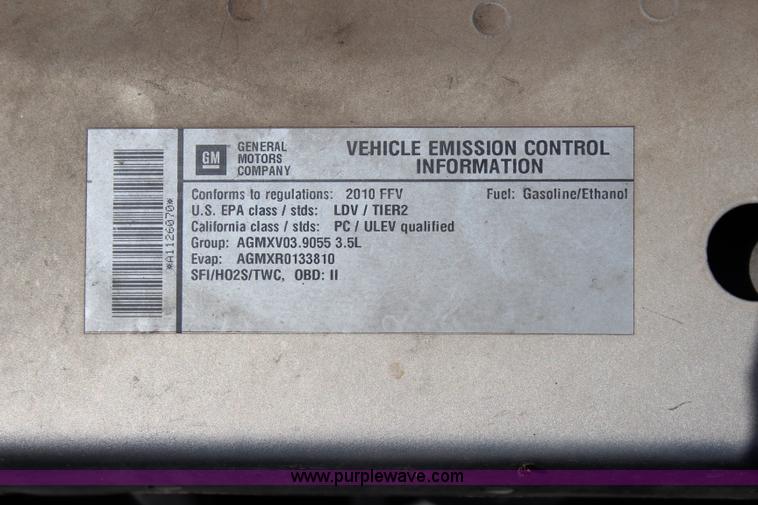 GM
GENERAL MOTORS COMPANY
VEHICLE EMISSION CONTROL INFORMATION
Conforms to regulations: 2010 FFV Fuel: Gasoline/Ethanol
U.S. EPA class / stds: LDV / TIER2
California class / stds: PC / ULEV qualified
Group: AGMXV03.9055 3.5L
Evap: AGMXR0133810
SFI/HO2S/TWC, OBD: II
*A1126070*
www.purplewave.com